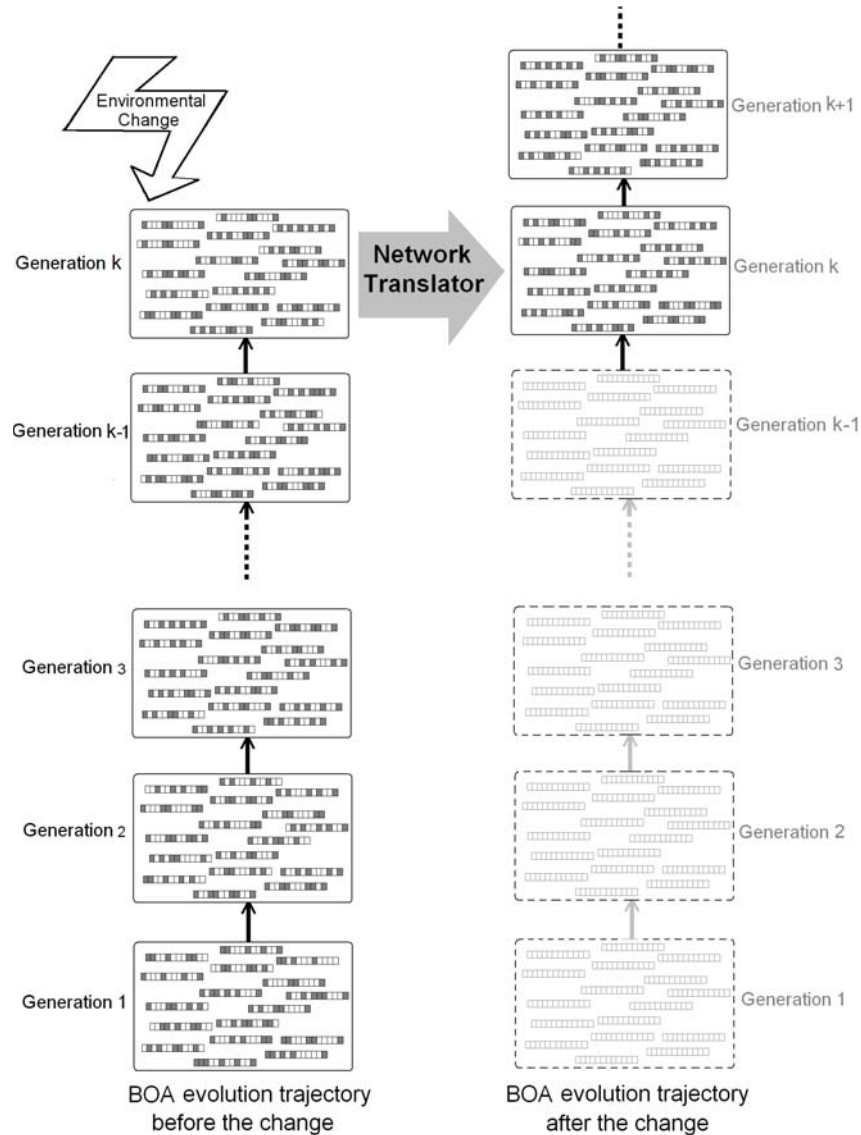 Environmental
Change
Generation k
Network
Translator
Generation k-1
Generation 3
Generation 2
Generation 1
BOA evolution trajectory
before the change
Generation k+1
Generation k
Generation k-1
Generation 3
Generation 2
Generation 1
BOA evolution trajectory
after the change